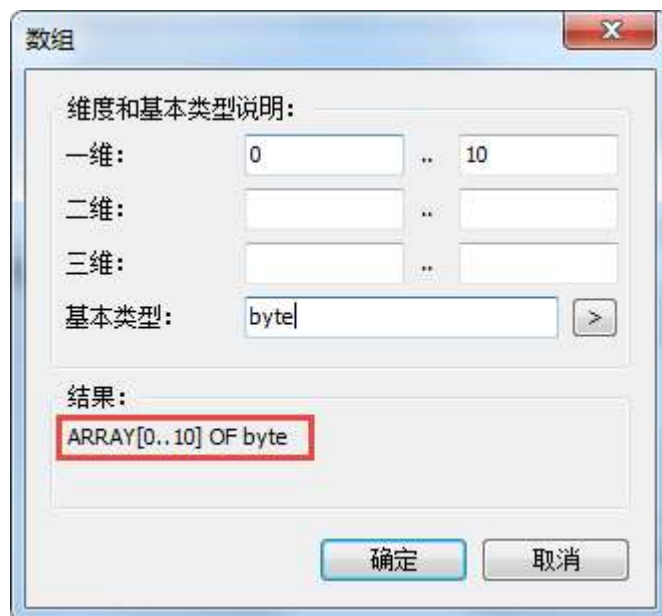 数组
维度和基本类型说明:
一维: 0 .. 10
二维: ..
三维: ..
基本类型: byte >
结果:
ARRAY[0..10] OF byte
确定 取消